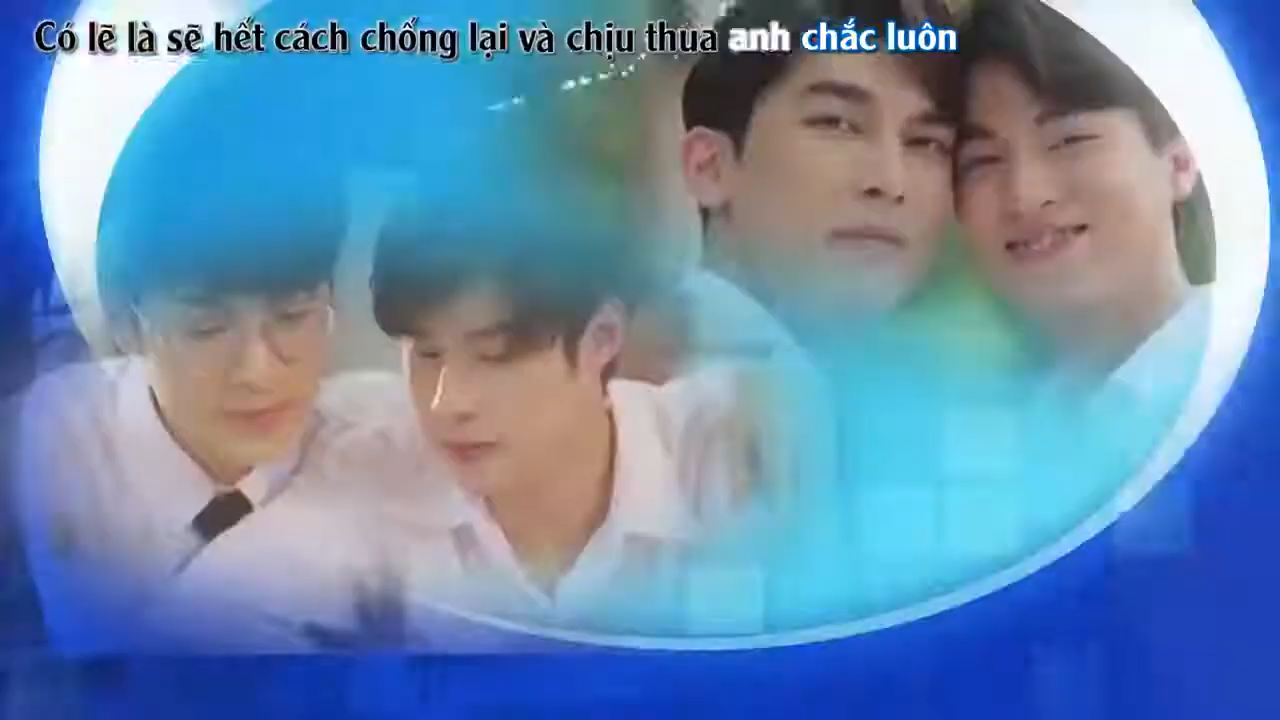 Có lẽ là sẽ hết cách chống lại và chịu thua anh chắc luôn